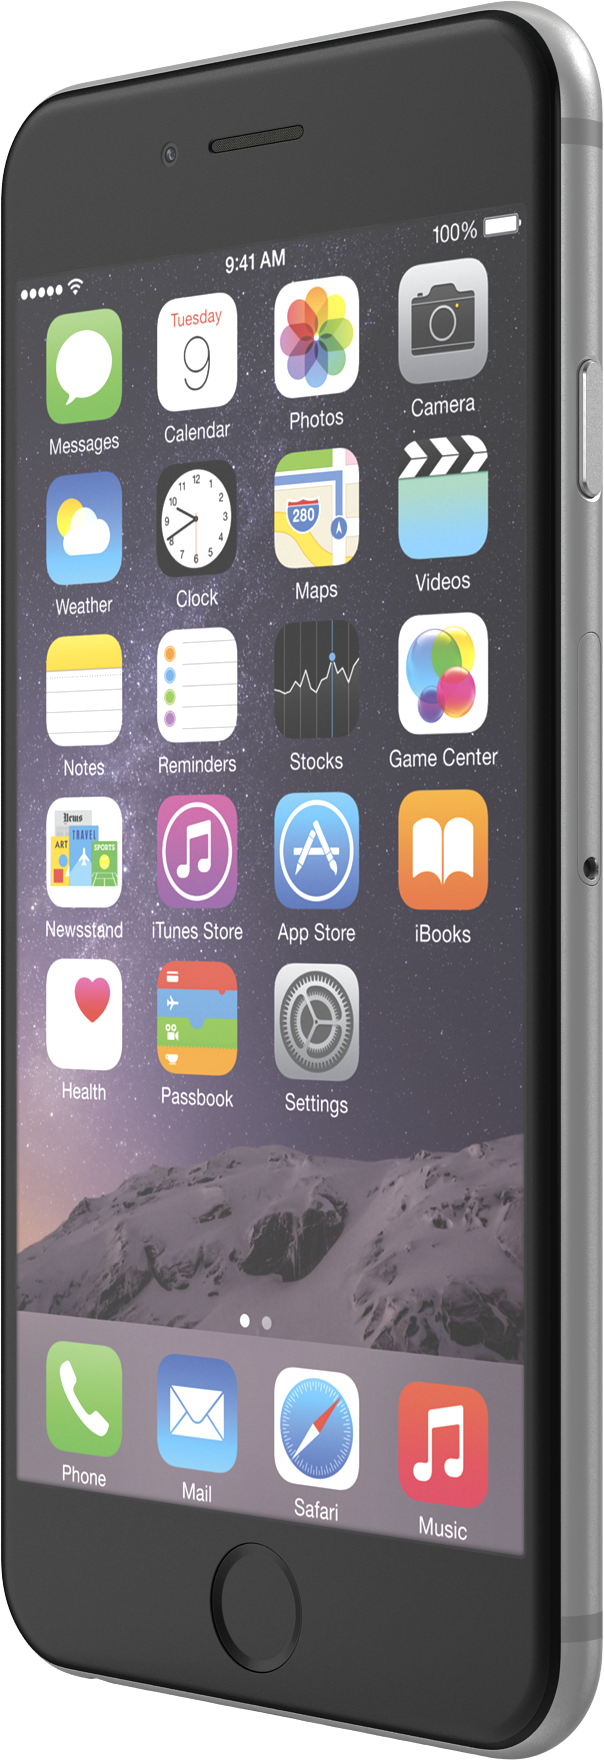 9:41 AM 100%
Tuesday
9
Messages Calendar Photos Camera
12
11 1
10 2
9 3
8 4
7 5
6
280
Weather Clock Maps Videos
Notes Reminders Stocks Game Center
News
TRAVEL
ART SPORTS
Newsstand iTunes Store App Store iBooks
Health Passbook Settings
Phone Mail Safari Music